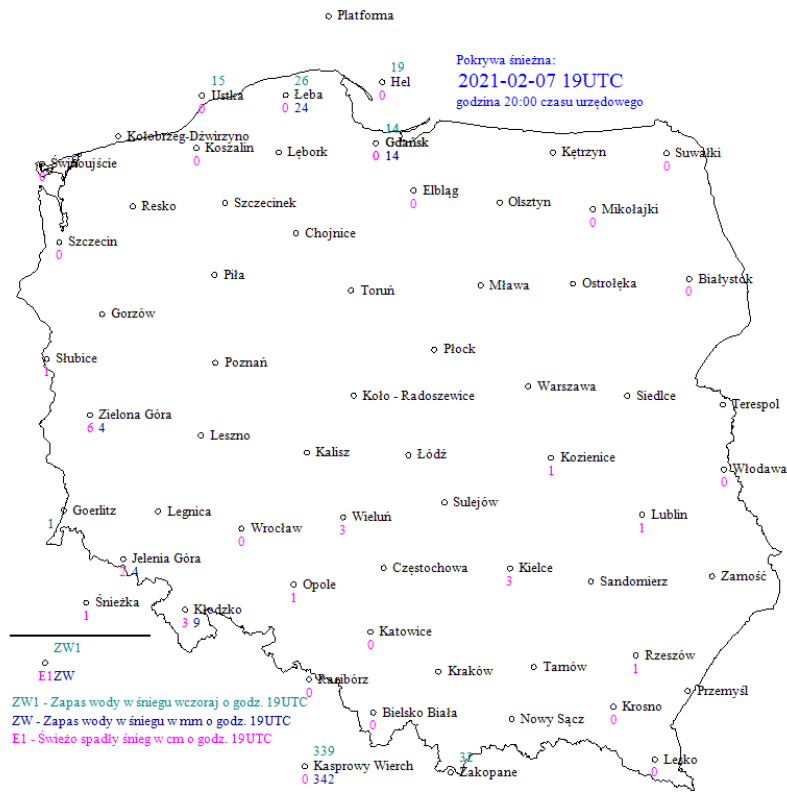 Platforma
Pokrywa śnieżna:
2021-02-07 19UTC
godzina 20:00 czasu urzędowego
19
Hel
0
15
Ustka
0
26
Łeba
0 24
Kołobrzeg-Dźwirzyno
Koszalin
0
Lębork
14
Gdańsk
0 14
Kętrzyn
Suwałki
0
Świnoujście
0
Resko
Szczecinek
Elbląg
0
Olsztyn
Mikołajki
0
Szczecin
0
Chojnice
Piła
Toruń
Mława
Ostrołęka
Białystok
0
Gorzów
Słubice
1
Poznań
Płock
Koło - Radoszewice
Warszawa
Siedlce
Terespol
Zielona Góra
6 4
Leszno
Kalisz
Łódź
Kozienice
1
Włodawa
0
Goerlitz
1
Legnica
Wrocław
0
Wieluń
3
Sulejów
Lublin
1
Jelenia Góra
2 4
Opole
1
Częstochowa
Kielce
3
Sandomierz
Zamość
Śnieżka
1
Kłodzko
3 9
Katowice
0
Rzeszów
1
ZW1
E1ZW
Racibórz
0
Kraków
Tarnów
Przemyśl
ZW1 - Zapas wody w śniegu wczoraj o godz. 19UTC
ZW - Zapas wody w śniegu w mm o godz. 19UTC
E1 - Świeżo spadły śnieg w cm o godz. 19UTC
Bielsko Biała
0
Nowy Sącz
Krosno
0
339
Kasprowy Wierch
0 342
32
Zakopane
Lesko
0